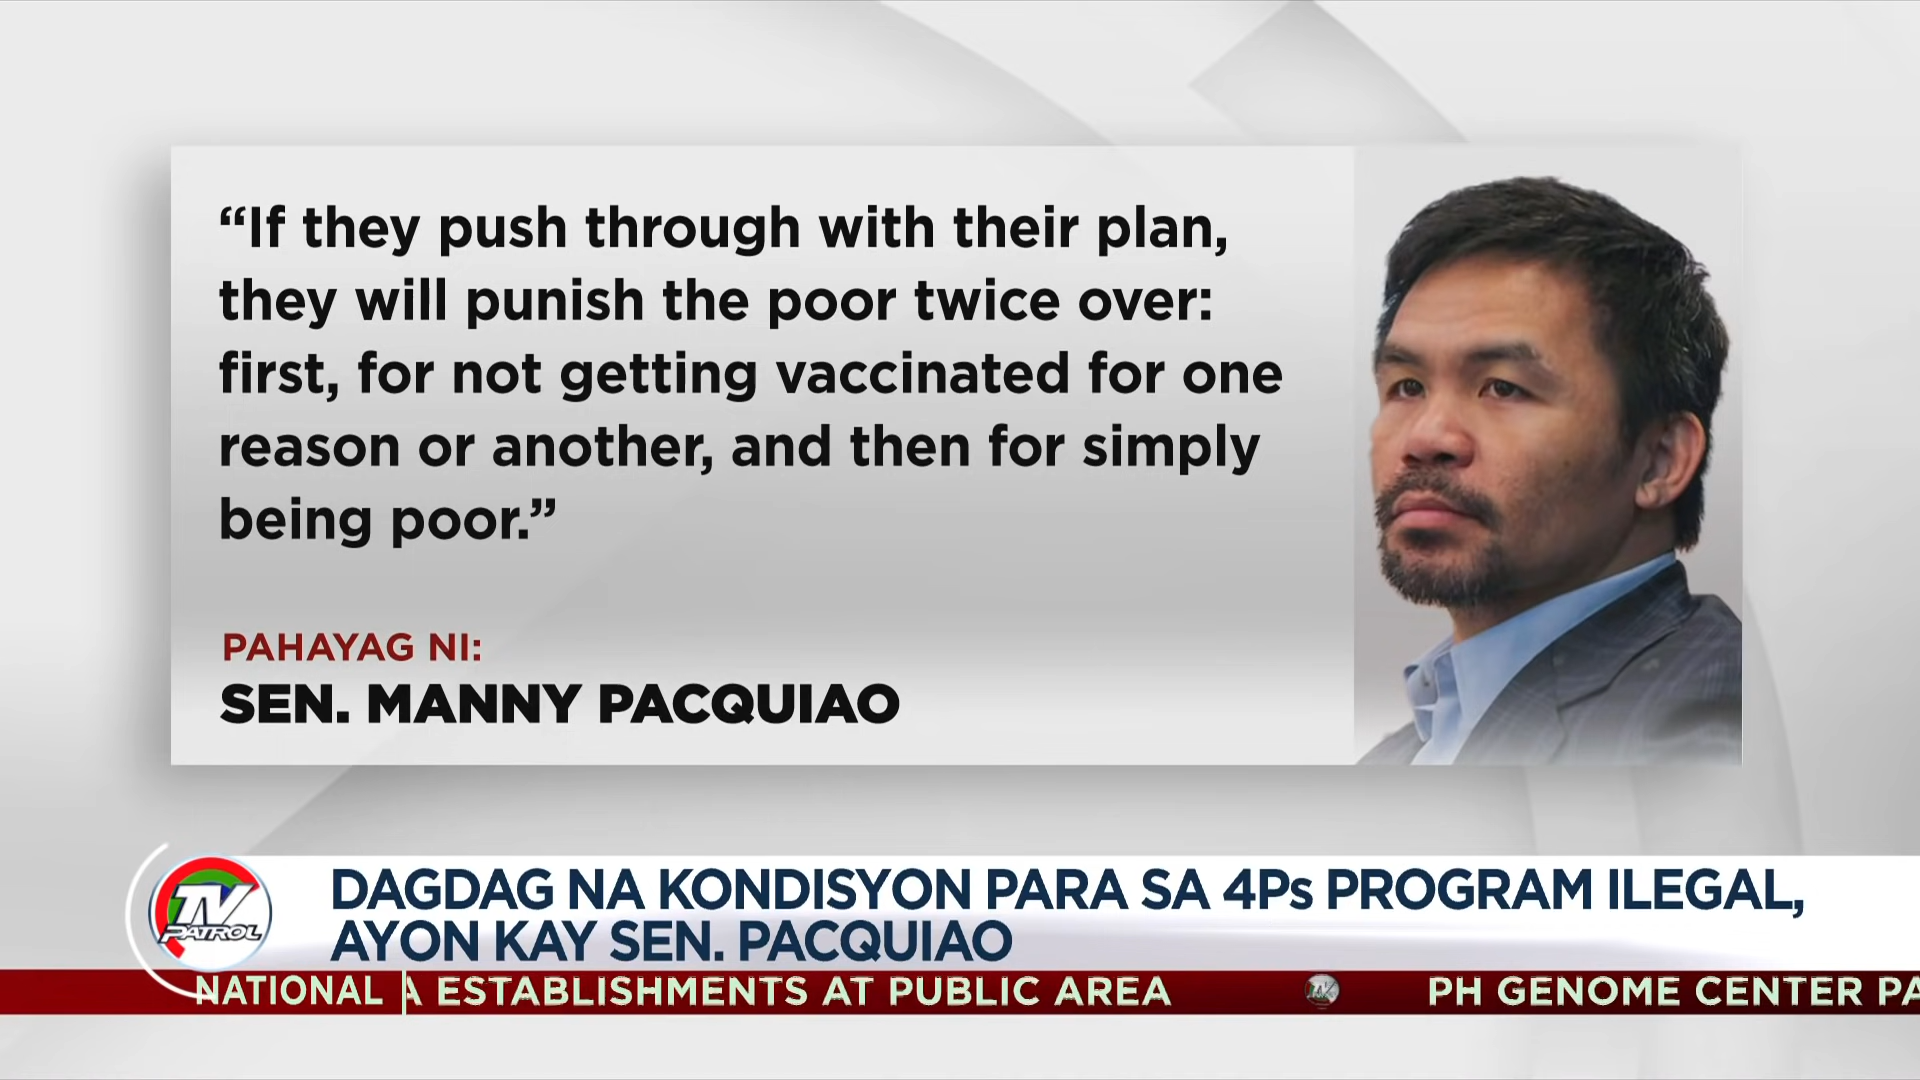 “If they push through with their plan,
they will punish the poor twice over:
first, for not getting vaccinated for one
reason or another, and then for simply
being poor.”
PAHAYAG NI:
SEN. MANNY PACQUIAO
TV
PATROL
DAGDAG NA KONDISYON PARA SA 4Ps PROGRAM ILEGAL,
AYON KAY SEN. PACQUIAO
NATIONAL A ESTABLISHMENTS AT PUBLIC AREA PH GENOME CENTER PA